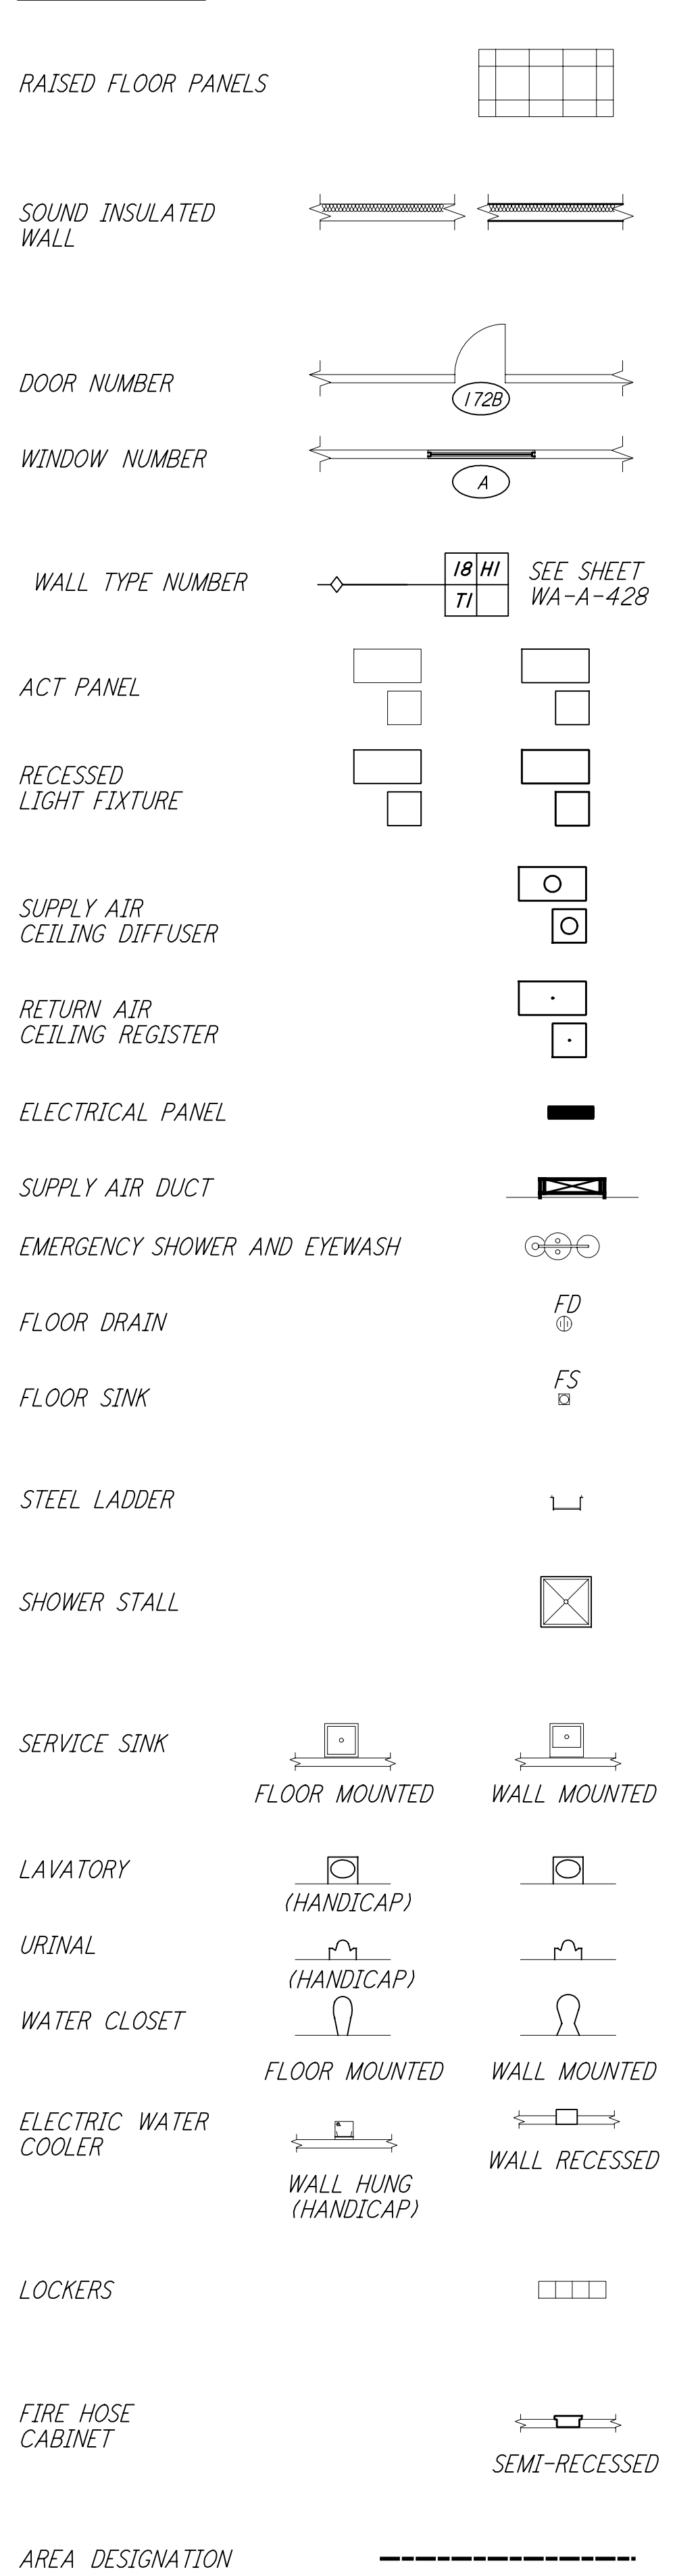 RAISED FLOOR PANELS
SOUND INSULATED
WALL
DOOR NUMBER
172B
WINDOW NUMBER
A
WALL TYPE NUMBER
18 H1
T1
SEE SHEET
WA-A-428
ACT PANEL
RECESSED
LIGHT FIXTURE
SUPPLY AIR
CEILING DIFFUSER
RETURN AIR
CEILING REGISTER
ELECTRICAL PANEL
SUPPLY AIR DUCT
EMERGENCY SHOWER AND EYEWASH
FLOOR DRAIN
FD
FLOOR SINK
FS
STEEL LADDER
SHOWER STALL
SERVICE SINK
FLOOR MOUNTED
WALL MOUNTED
LAVATORY
(HANDICAP)
URINAL
(HANDICAP)
WATER CLOSET
FLOOR MOUNTED
WALL MOUNTED
ELECTRIC WATER
COOLER
WALL HUNG
(HANDICAP)
WALL RECESSED
LOCKERS
FIRE HOSE
CABINET
SEMI-RECESSED
AREA DESIGNATION